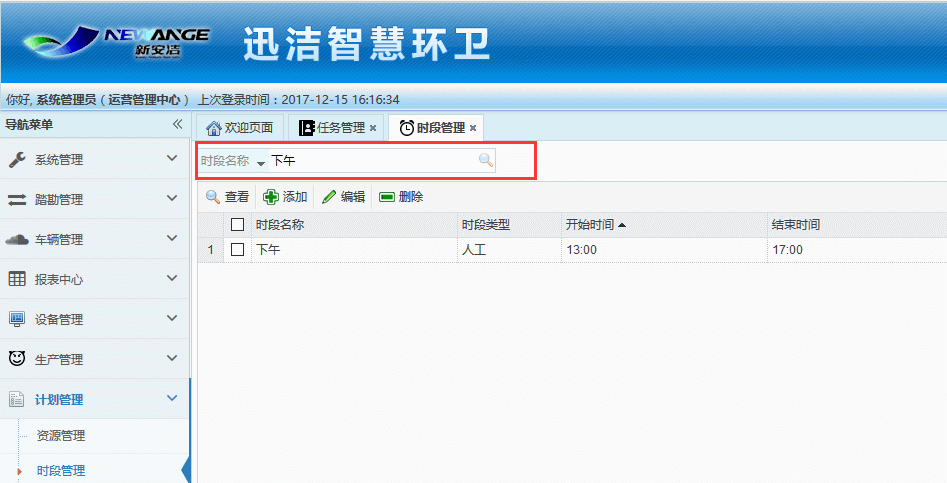 NEWANGE
新安洁
迅洁智慧环卫
你好, 系统管理员 ( 运营管理中心 ) 上次登录时间：2017-12-15 16:16:34
导航菜单
欢迎页面 任务管理 时段管理
时段名称 下午
查看 添加 编辑 删除
时段名称 时段类型 开始时间 结束时间
1 下午 人工 13:00 17:00
系统管理
踏勘管理
车辆管理
报表中心
设备管理
生产管理
计划管理
资源管理
时段管理